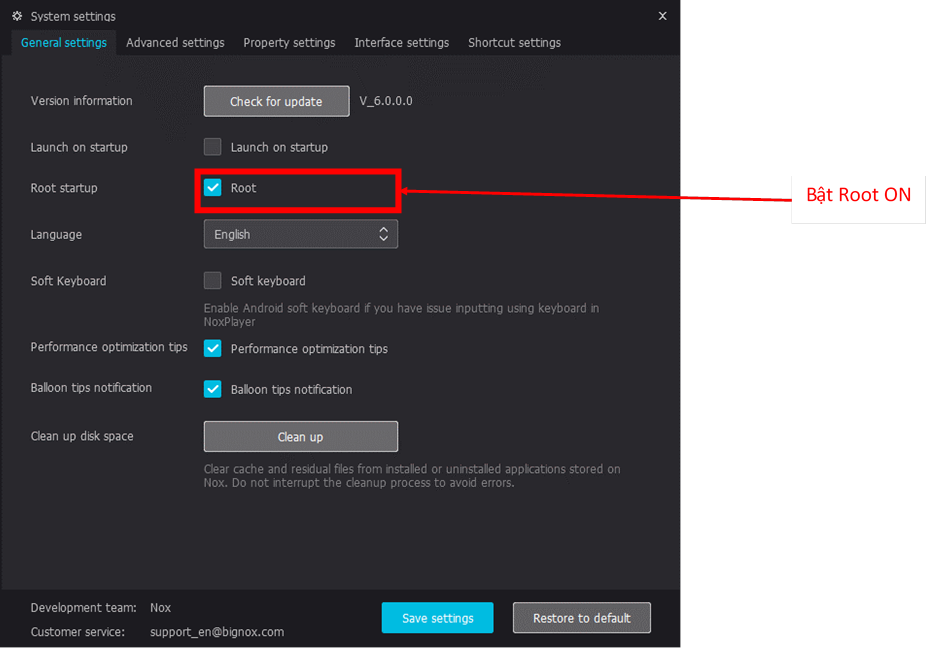 System settings
General settings Advanced settings Property settings Interface settings Shortcut settings
Version information Check for update V_6.0.0.0
Launch on startup Launch on startup
Root startup Root
Bật Root ON
Language English
Soft Keyboard Soft keyboard
Enable Android soft keyboard if you have issue inputting using keyboard in
NoxPlayer
Performance optimization tips Performance optimization tips
Balloon tips notification Balloon tips notification
Clean up disk space Clean up
Clear cache and residual files from installed or uninstalled applications stored on
Nox. Do not interrupt the cleanup process to avoid errors.
Development team: Nox
Customer service: support_en@bignox.com
Save settings Restore to default